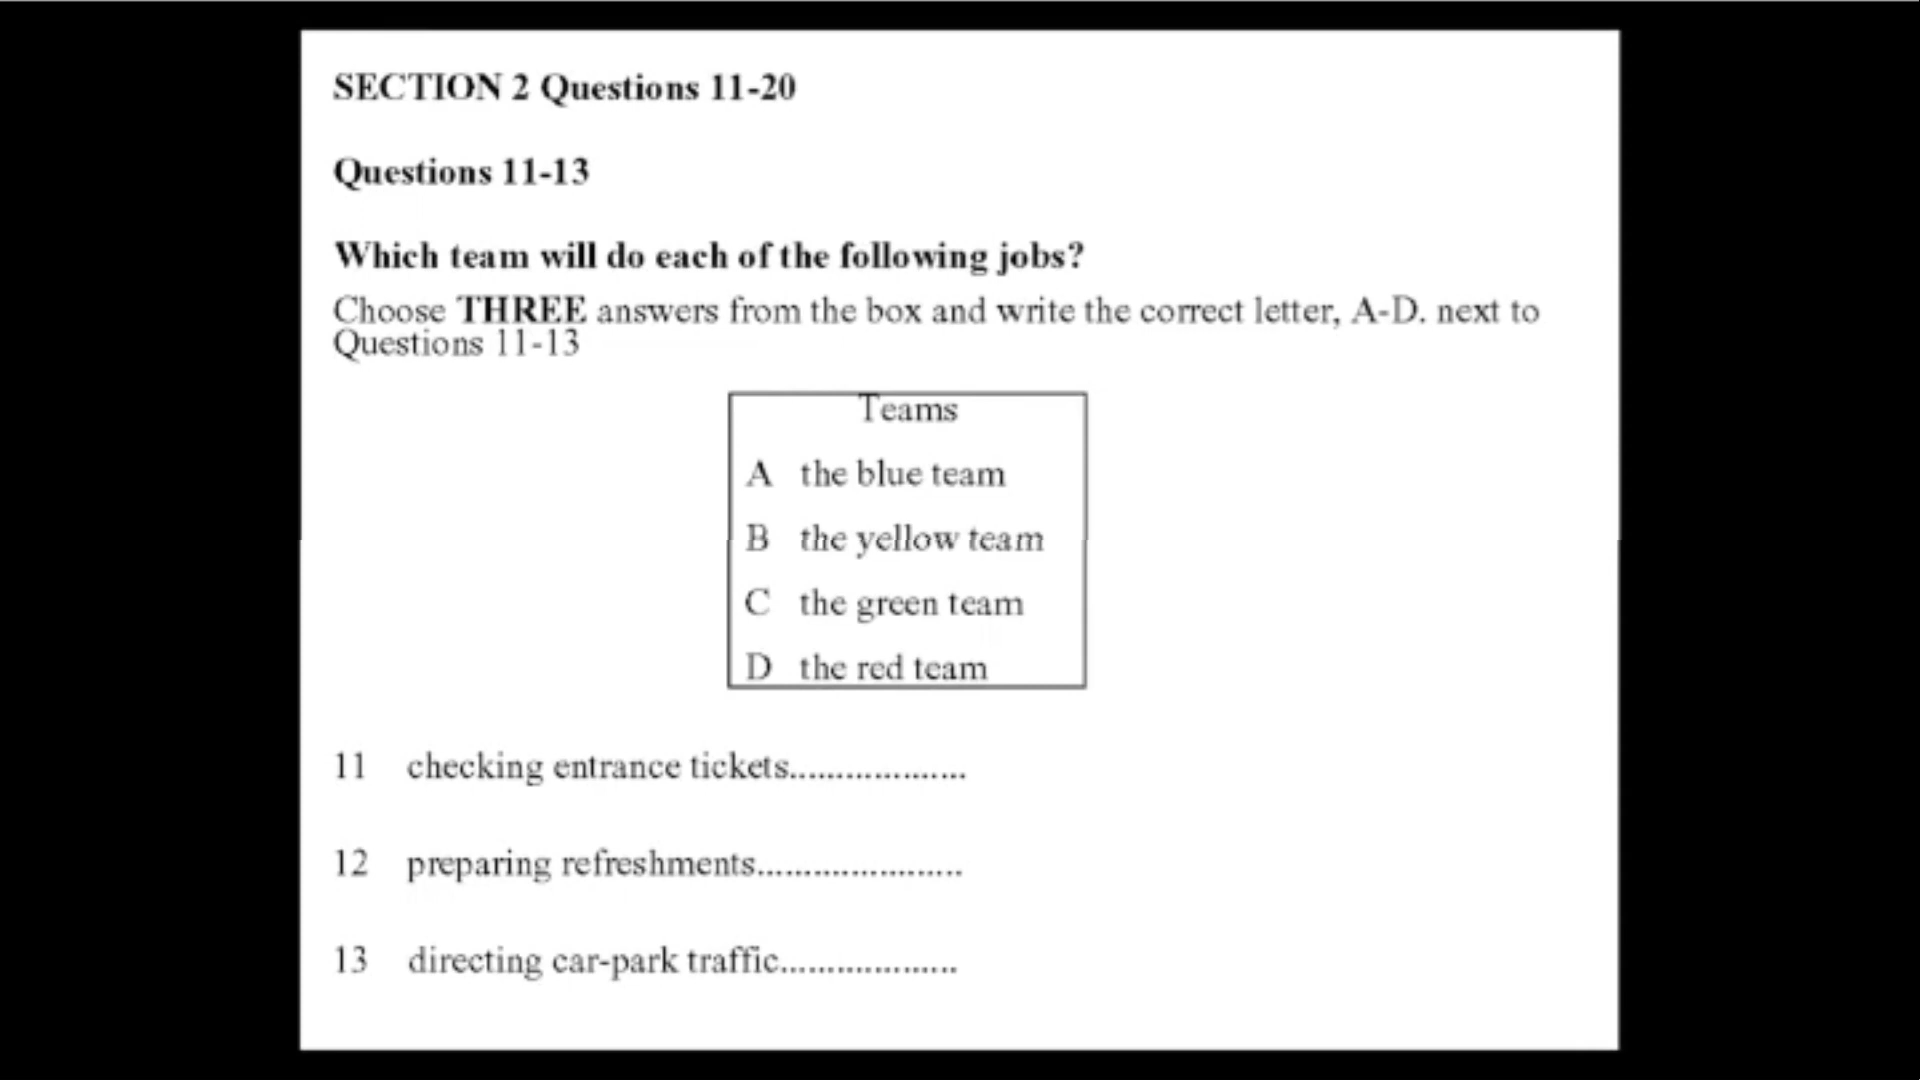 SECTION 2 Questions 11-20
Questions 11-13
Which team will do each of the following jobs?
Choose THREE answers from the box and write the correct letter, A-D. next to
Questions 11-13
Teams
A the blue team
B the yellow team
C the green team
D the red team
11 checking entrance tickets...................
12 preparing refreshments......................
13 directing car-park traffic...................